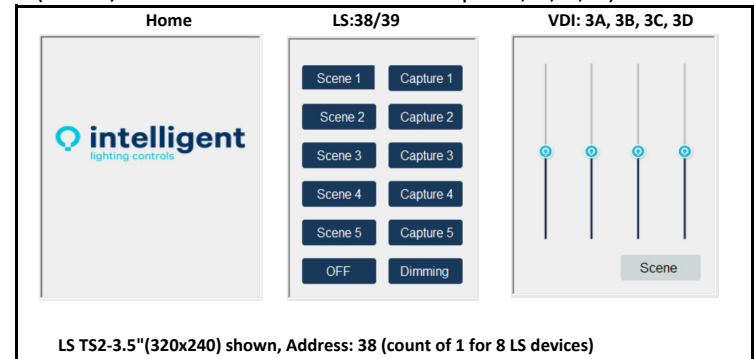 Home LS:38/39 VDI: 3A, 3B, 3C, 3D
intelligent
lighting controls
Scene 1 Capture 1
Scene 2 Capture 2
Scene 3 Capture 3
Scene 4 Capture 4
Scene 5 Capture 5
OFF Dimming
Scene
LS TS2-3.5"(320x240) shown, Address: 38 (count of 1 for 8 LS devices)